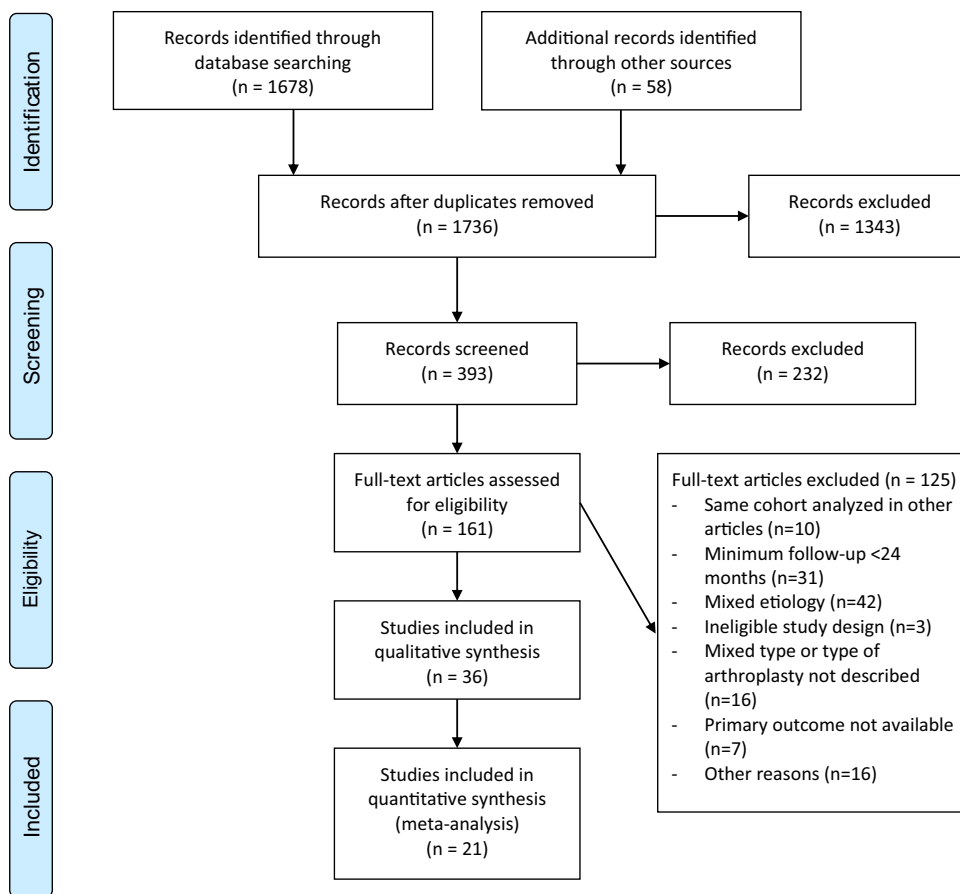 Identification
Records identified through
database searching
(n = 1678)
Additional records identified
through other sources
(n = 58)
Records after duplicates removed
(n = 1736)
Records excluded
(n = 1343)
Screening
Records screened
(n = 393)
Records excluded
(n = 232)
Eligibility
Full-text articles assessed
for eligibility
(n = 161)
Full-text articles excluded (n = 125)
- Same cohort analyzed in other
articles (n=10)
- Minimum follow-up <24
months (n=31)
- Mixed etiology (n=42)
- Ineligible study design (n=3)
- Mixed type or type of
arthroplasty not described
(n=16)
- Primary outcome not available
(n=7)
- Other reasons (n=16)
Studies included in
qualitative synthesis
(n = 36)
Included
Studies included in
quantitative synthesis
(meta-analysis)
(n = 21)